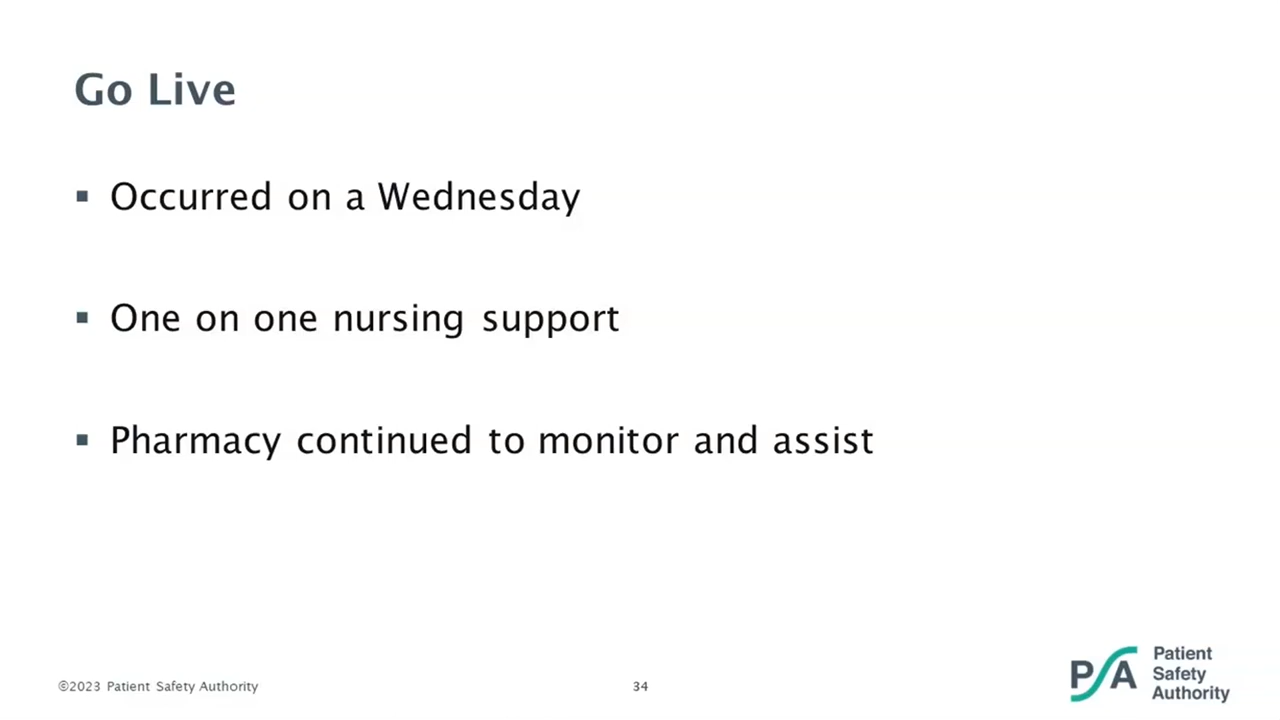 Go Live
▪ Occurred on a Wednesday
▪ One on one nursing support
▪ Pharmacy continued to monitor and assist
©2023 Patient Safety Authority
34
PSA
Patient
Safety
Authority